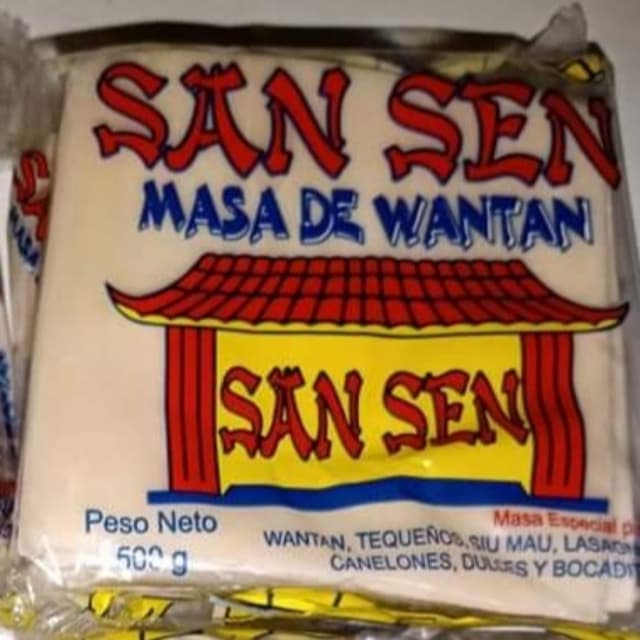 SAN SEN
MASA DE WANTAN
SAN SEN
Peso Neto
500 g
Masa Especial
WANTAN, TEQUEÑOS, SIU MAU,
CANELONES, DULCES Y